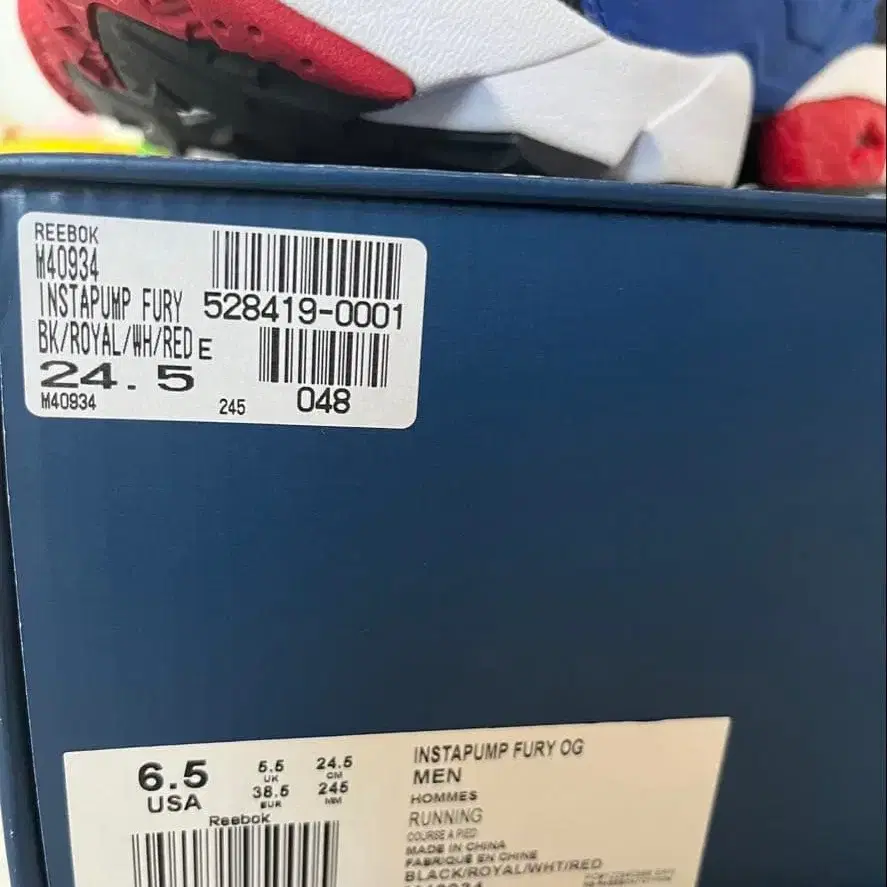 REEBOK
M40934
INSTAPUMP FURY 528419-0001
BK/ROYAL/WH/RED E
24.5
M40934 245 048
6.5 USA
5.5 UK
38.5 EUR
24.5 CM
245 MM
Reebok
INSTAPUMP FURY OG
MEN
HOMMES
RUNNING
COURSE A PIED
MADE IN CHINA
FABRIQUE EN CHINE
BLACK/ROYAL/WHT/RED
M40934